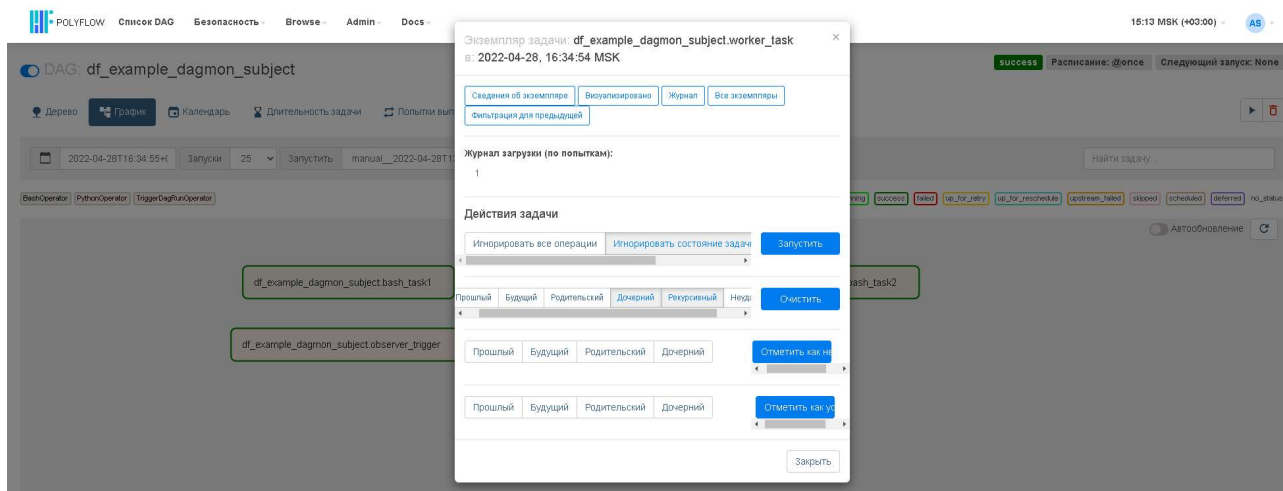 POLYFLOW Список DAG Безопасность Browse Admin Docs 15:13 MSK (+03:00) AS
DAG: df_example_dagmon_subject success Расписание: @once Следующий запуск: None
Дерево График Календарь Длительность задачи Попытки вып
2022-04-28T16:34:55+( Запуски 25 Запустить manual__2022-04-28T1 Найти задачу...
BashOperator PythonOperator TriggerDagRunOperator nning success failed up_for_retry up_for_reschedule upstream_failed skipped scheduled deferred no_status
Автообновление
df_example_dagmon_subject.bash_task1 ash_task2
df_example_dagmon_subject.observer_trigger
Экземпляр задачи: df_example_dagmon_subject.worker_task ×
в: 2022-04-28, 16:34:54 MSK
Сведения об экземпляре Визуализировано Журнал Все экземпляры
Фильтрация для предыдущей
Журнал загрузки (по попыткам):
1
Действия задачи
Игнорировать все операции Игнорировать состояние задачи Запустить
Прошлый Будущий Родительский Дочерний Рекурсивный Неуда Очистить
Прошлый Будущий Родительский Дочерний Отметить как не
Прошлый Будущий Родительский Дочерний Отметить как ус
Закрыть